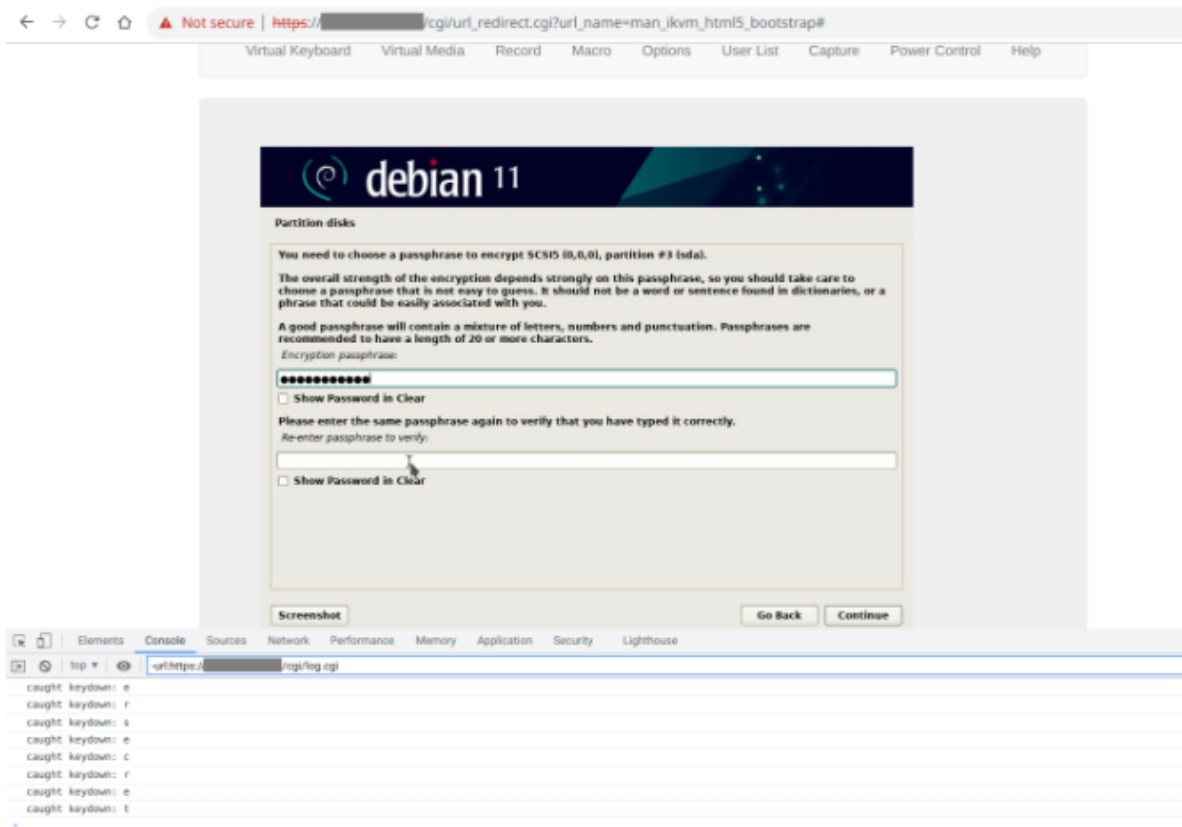 Not secure | https:// /cgi/url_redirect.cgi?url_name=man_ikvm_html5_bootstrap#
Virtual Keyboard Virtual Media Record Macro Options User List Capture Power Control Help
debian 11
Partition disks
You need to choose a passphrase to encrypt SCSI5 (0,0,0), partition #3 (sda).
The overall strength of the encryption depends strongly on this passphrase, so you should take care to
choose a passphrase that is not easy to guess. It should not be a word or sentence found in dictionaries, or a
phrase that could be easily associated with you.
A good passphrase will contain a mixture of letters, numbers and punctuation. Passphrases are
recommended to have a length of 20 or more characters.
Encryption passphrase:
●●●●●●●●●●●
Show Password in Clear
Please enter the same passphrase again to verify that you have typed it correctly.
Re-enter passphrase to verify:
Show Password in Clear
Screenshot Go Back Continue
Elements Console Sources Network Performance Memory Application Security Lighthouse
top -url:https:/ /cgi/log.cgi
caught keydown: e
caught keydown: r
caught keydown: s
caught keydown: e
caught keydown: c
caught keydown: r
caught keydown: e
caught keydown: t